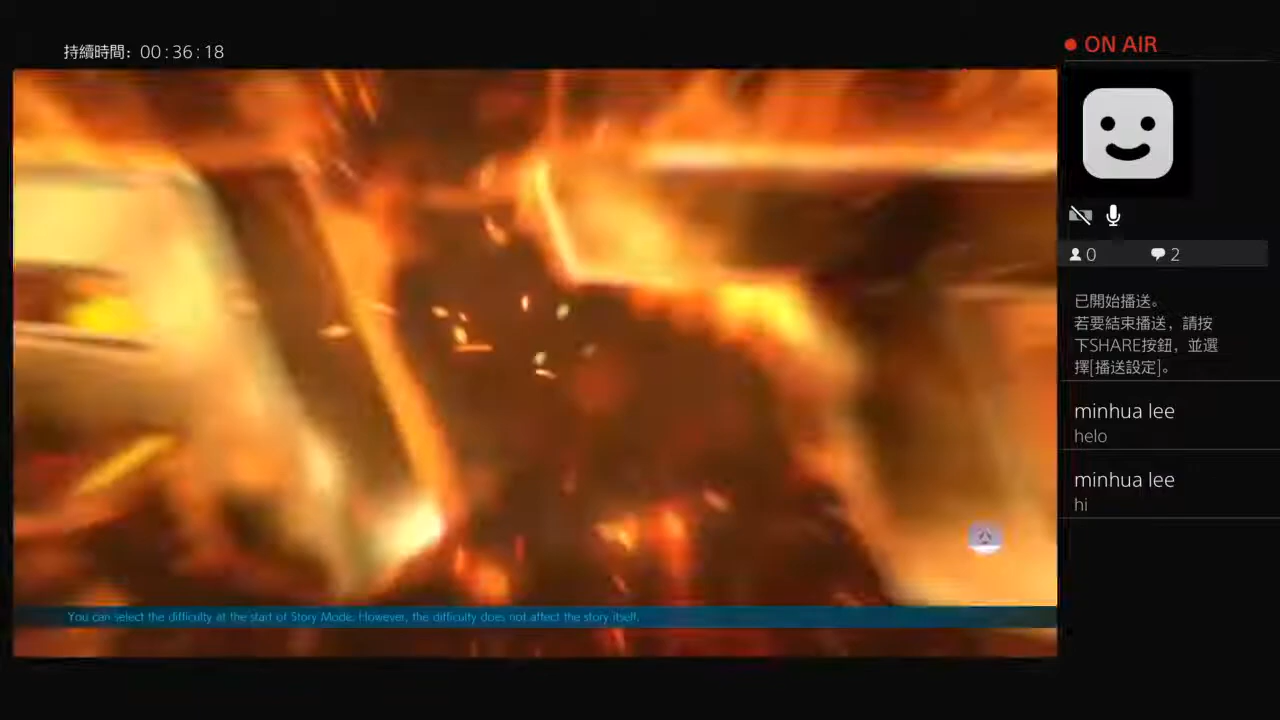 持續時間: 00:36:18
ON AIR
0
2
已開始播送。
若要結束播送，請按
下SHARE按鈕，並選
擇[播送設定]。
minhua lee
helo
minhua lee
hi
You can select the difficulty at the start of Story Mode. However, the difficulty does not affect the story itself.